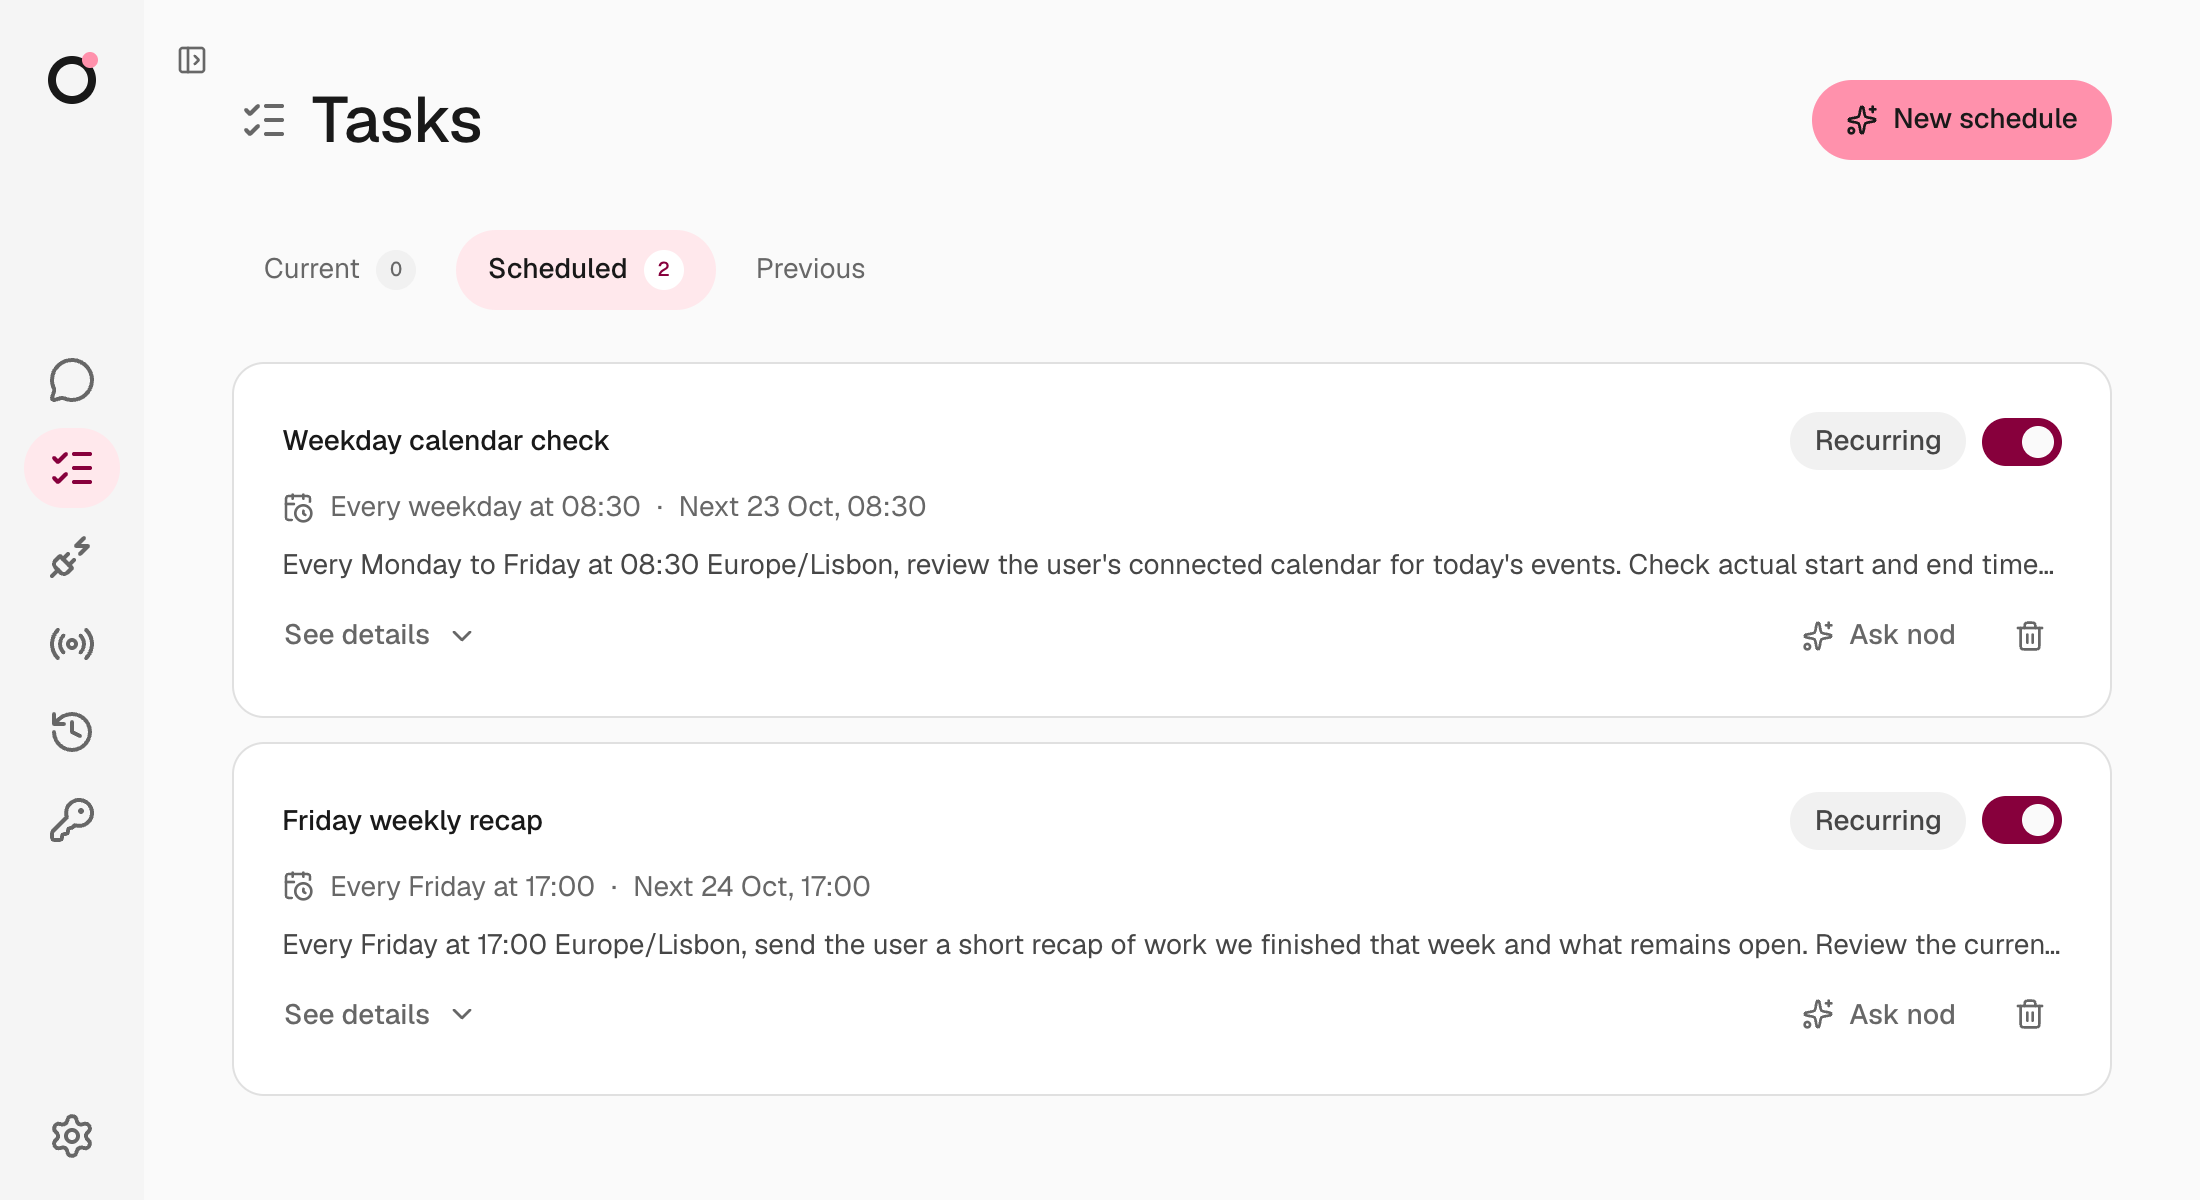 Tasks
New schedule
Current 0
Scheduled 2
Previous
Weekday calendar check
Recurring
Every weekday at 08:30 · Next 23 Oct, 08:30
Every Monday to Friday at 08:30 Europe/Lisbon, review the user's connected calendar for today's events. Check actual start and end time…
See details
Ask nod
Friday weekly recap
Recurring
Every Friday at 17:00 · Next 24 Oct, 17:00
Every Friday at 17:00 Europe/Lisbon, send the user a short recap of work we finished that week and what remains open. Review the curren…
See details
Ask nod